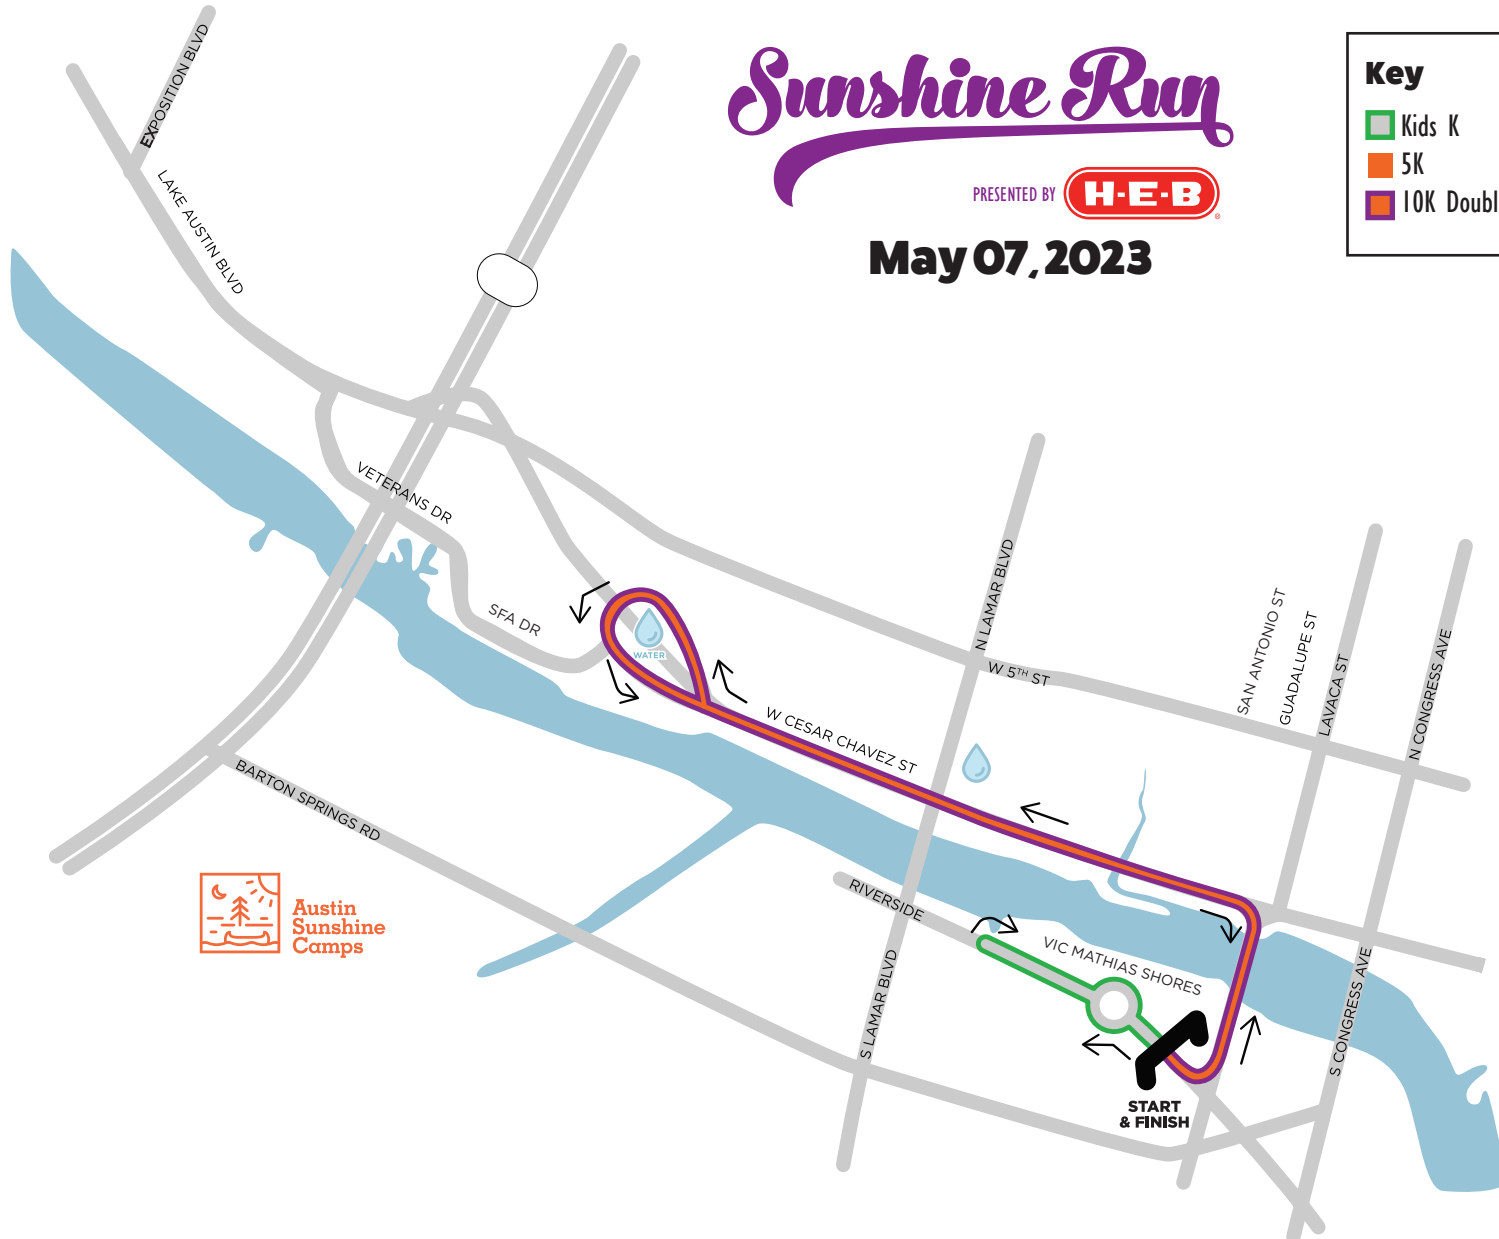 Sunshine Run
PRESENTED BY H-E-B
May 07, 2023
Key
Kids K
5K
10K Doubl
EXPOSITION BLVD
LAKE AUSTIN BLVD
VETERANS DR
SFA DR
WATER
W CESAR CHAVEZ ST
N LAMAR BLVD
W 5TH ST
SAN ANTONIO ST
GUADALUPE ST
LAVACA ST
N CONGRESS AVE
BARTON SPRINGS RD
RIVERSIDE
VIC MATHIAS SHORES
S LAMAR BLVD
S CONGRESS AVE
START
& FINISH
Austin
Sunshine
Camps